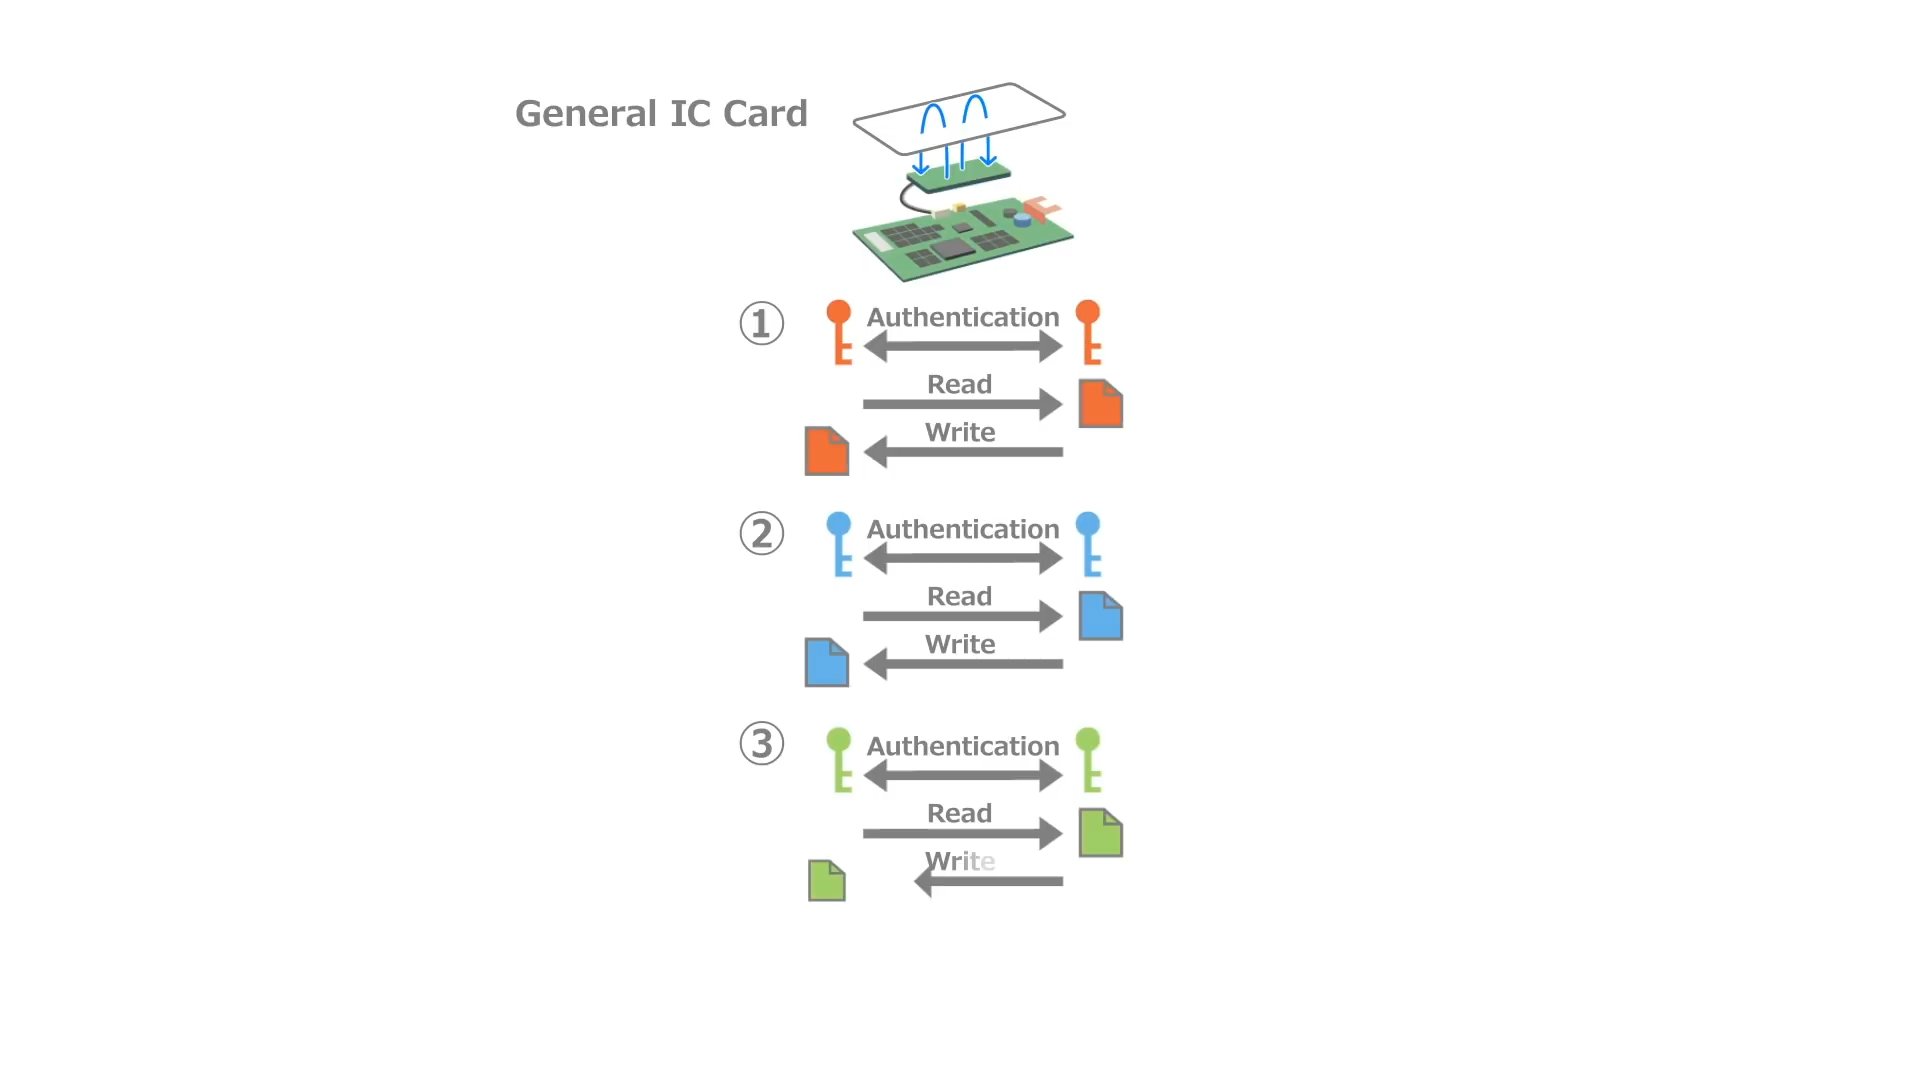 General IC Card
①
Authentication
Read
Write
②
Authentication
Read
Write
③
Authentication
Read
Write